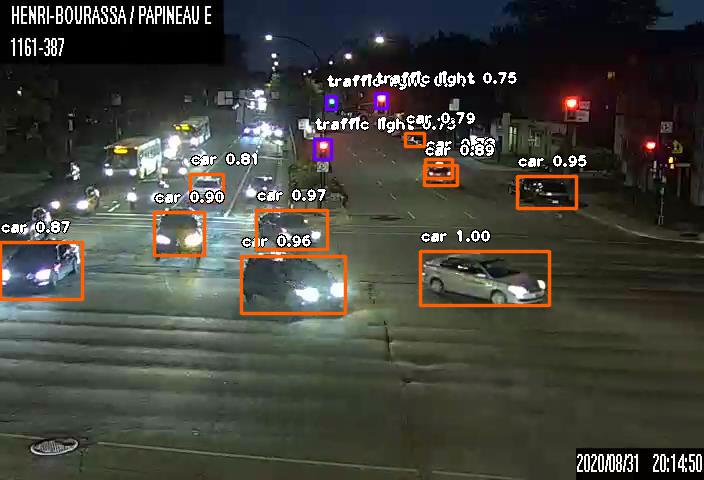 HENRI-BOURASSA / PAPINEAU E
1161-387
traffic light 0.75
traffic light 0.73
car 0.79
car 0.89
car 0.81
car 0.95
car 0.90
car 0.97
car 0.87
car 0.96
car 1.00
2020/08/31 20:14:50